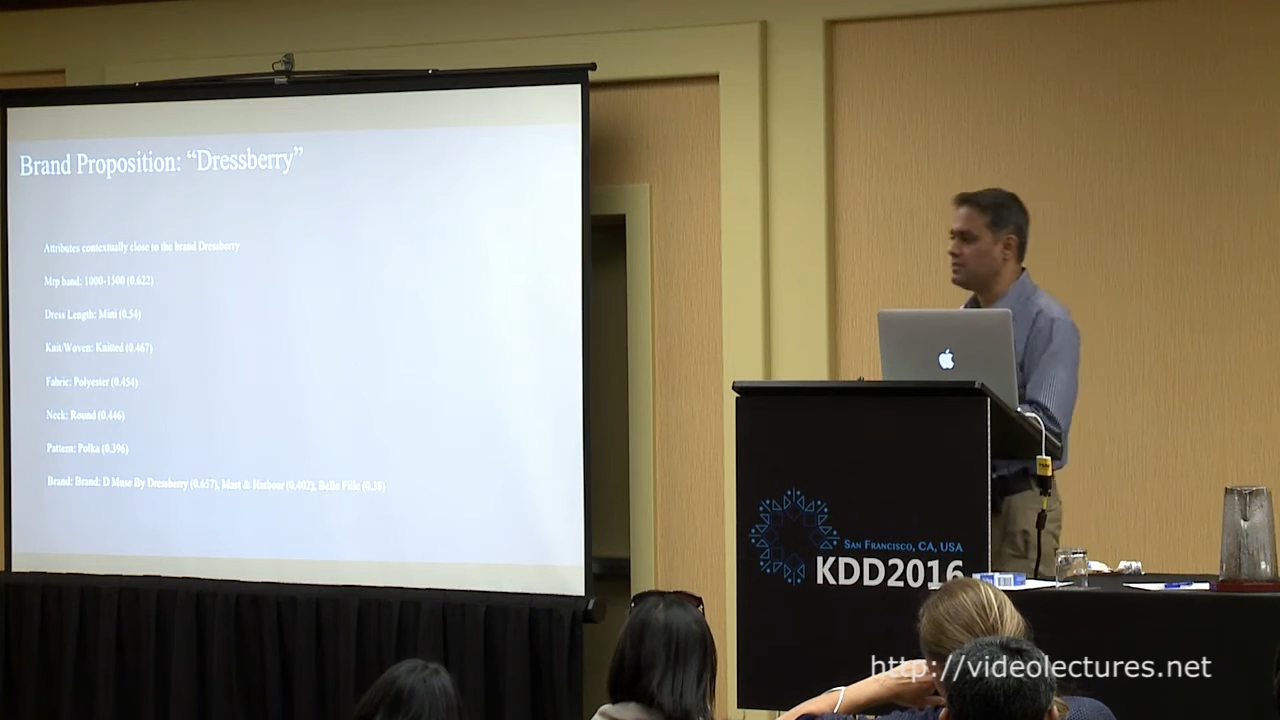 Brand Proposition: “Dressberry”
Attributes contextually close to the brand Dressberry
Mrp band: 1000-1500 (0.622)
Dress Length: Mini (0.54)
Knit/Woven: Knitted (0.467)
Fabric: Polyester (0.454)
Neck: Round (0.446)
Pattern: Polka (0.396)
Brand: Brand: D Muse By Dressberry (0.657), Mast & Harbour (0.402), Belle Fille (0.38)
SAN FRANCISCO, CA, USA
KDD2016
http://videolectures.net